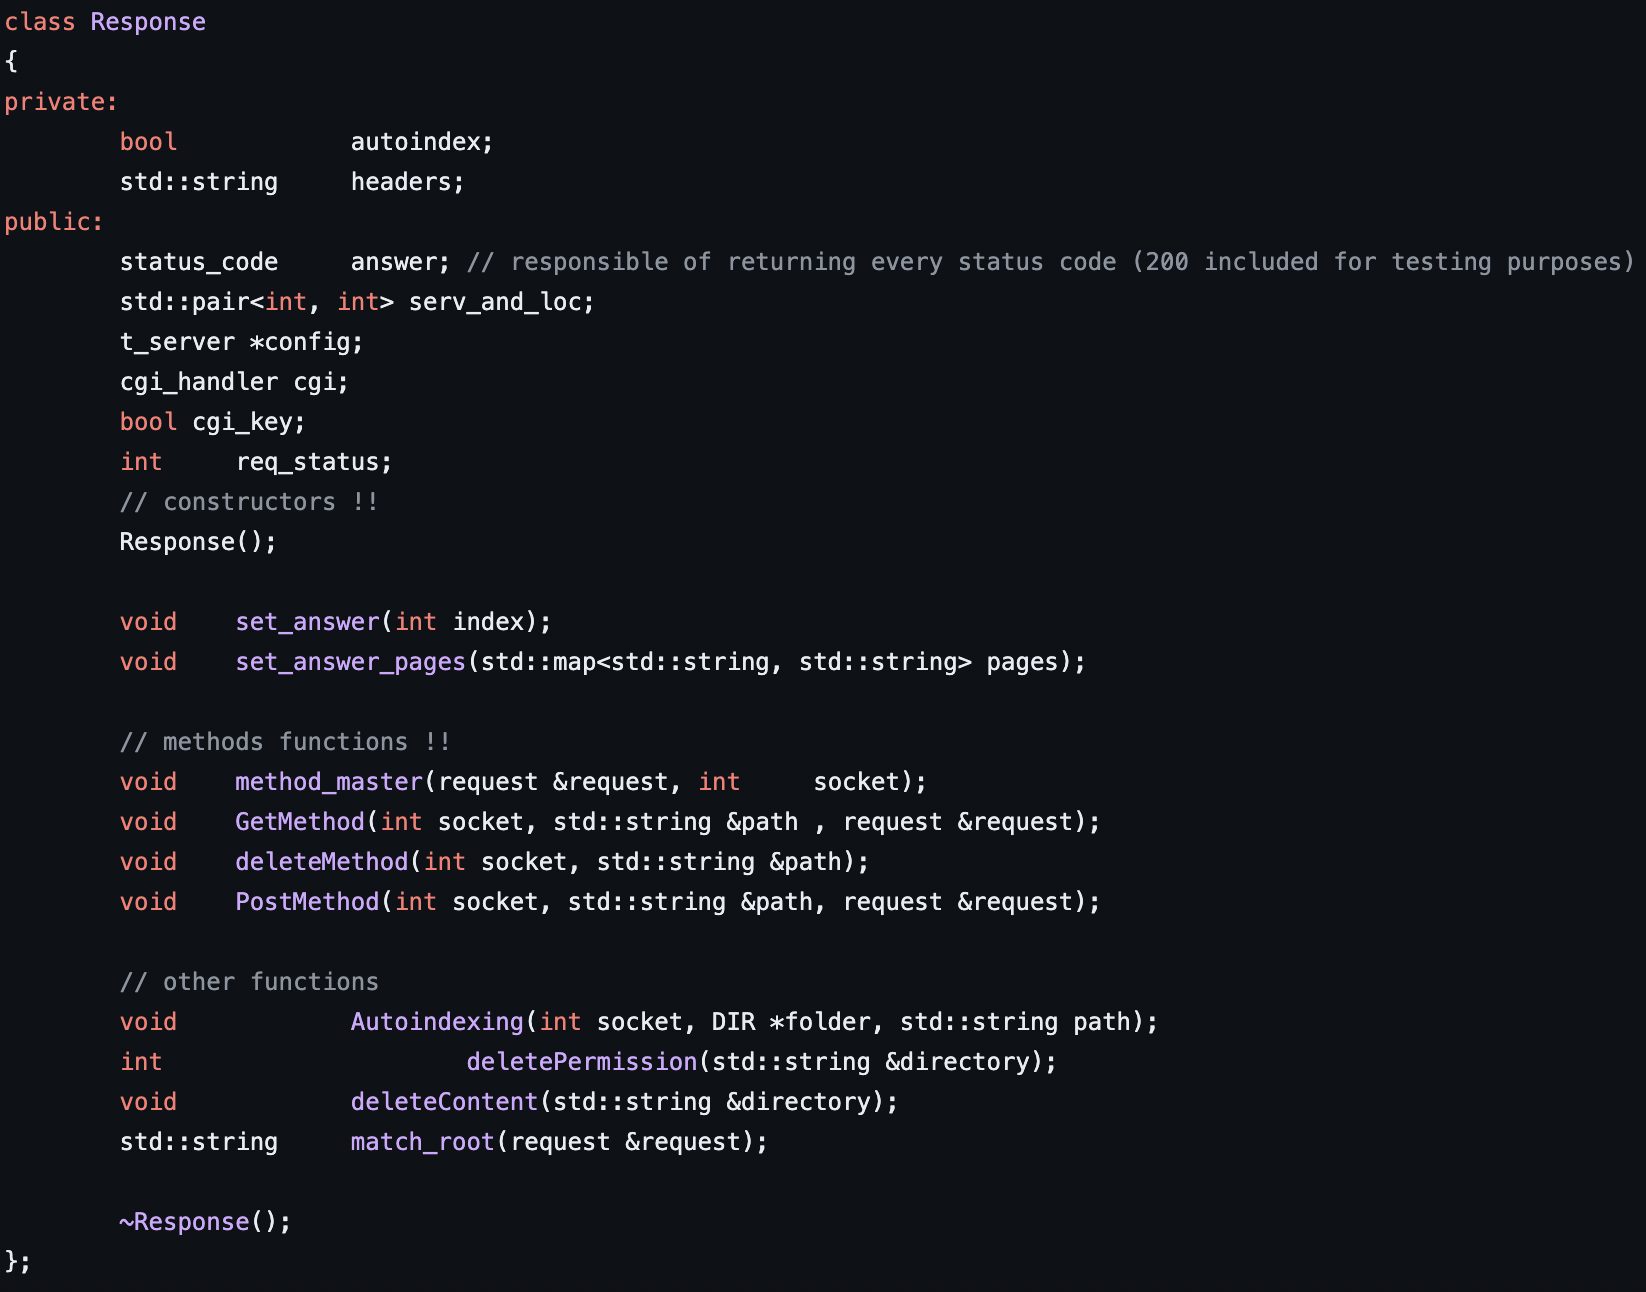 class Response
{
private:
	bool		autoindex;
	std::string	headers;
public:
	status_code	answer; // responsible of returning every status code (200 included for testing purposes)
	std::pair<int, int> serv_and_loc;
	t_server *config;
	cgi_handler cgi;
	bool cgi_key;
	int	req_status;
	// constructors !!
	Response();

	void	set_answer(int index);
	void	set_answer_pages(std::map<std::string, std::string> pages);

	// methods functions !!
	void	method_master(request &request, int	socket);
	void	GetMethod(int socket, std::string &path , request &request);
	void	deleteMethod(int socket, std::string &path);
	void	PostMethod(int socket, std::string &path, request &request);

	// other functions
	void		Autoindexing(int socket, DIR *folder, std::string path);
	int			deletePermission(std::string &directory);
	void		deleteContent(std::string &directory);
	std::string	match_root(request &request);

	~Response();
};